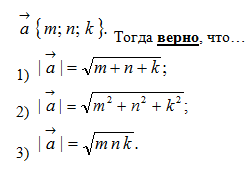 a⃗ {m; n; k}. Тогда верно, что…
1) |a⃗| = √(m + n + k);
2) |a⃗| = √(m² + n² + k²);
3) |a⃗| = √(m n k).